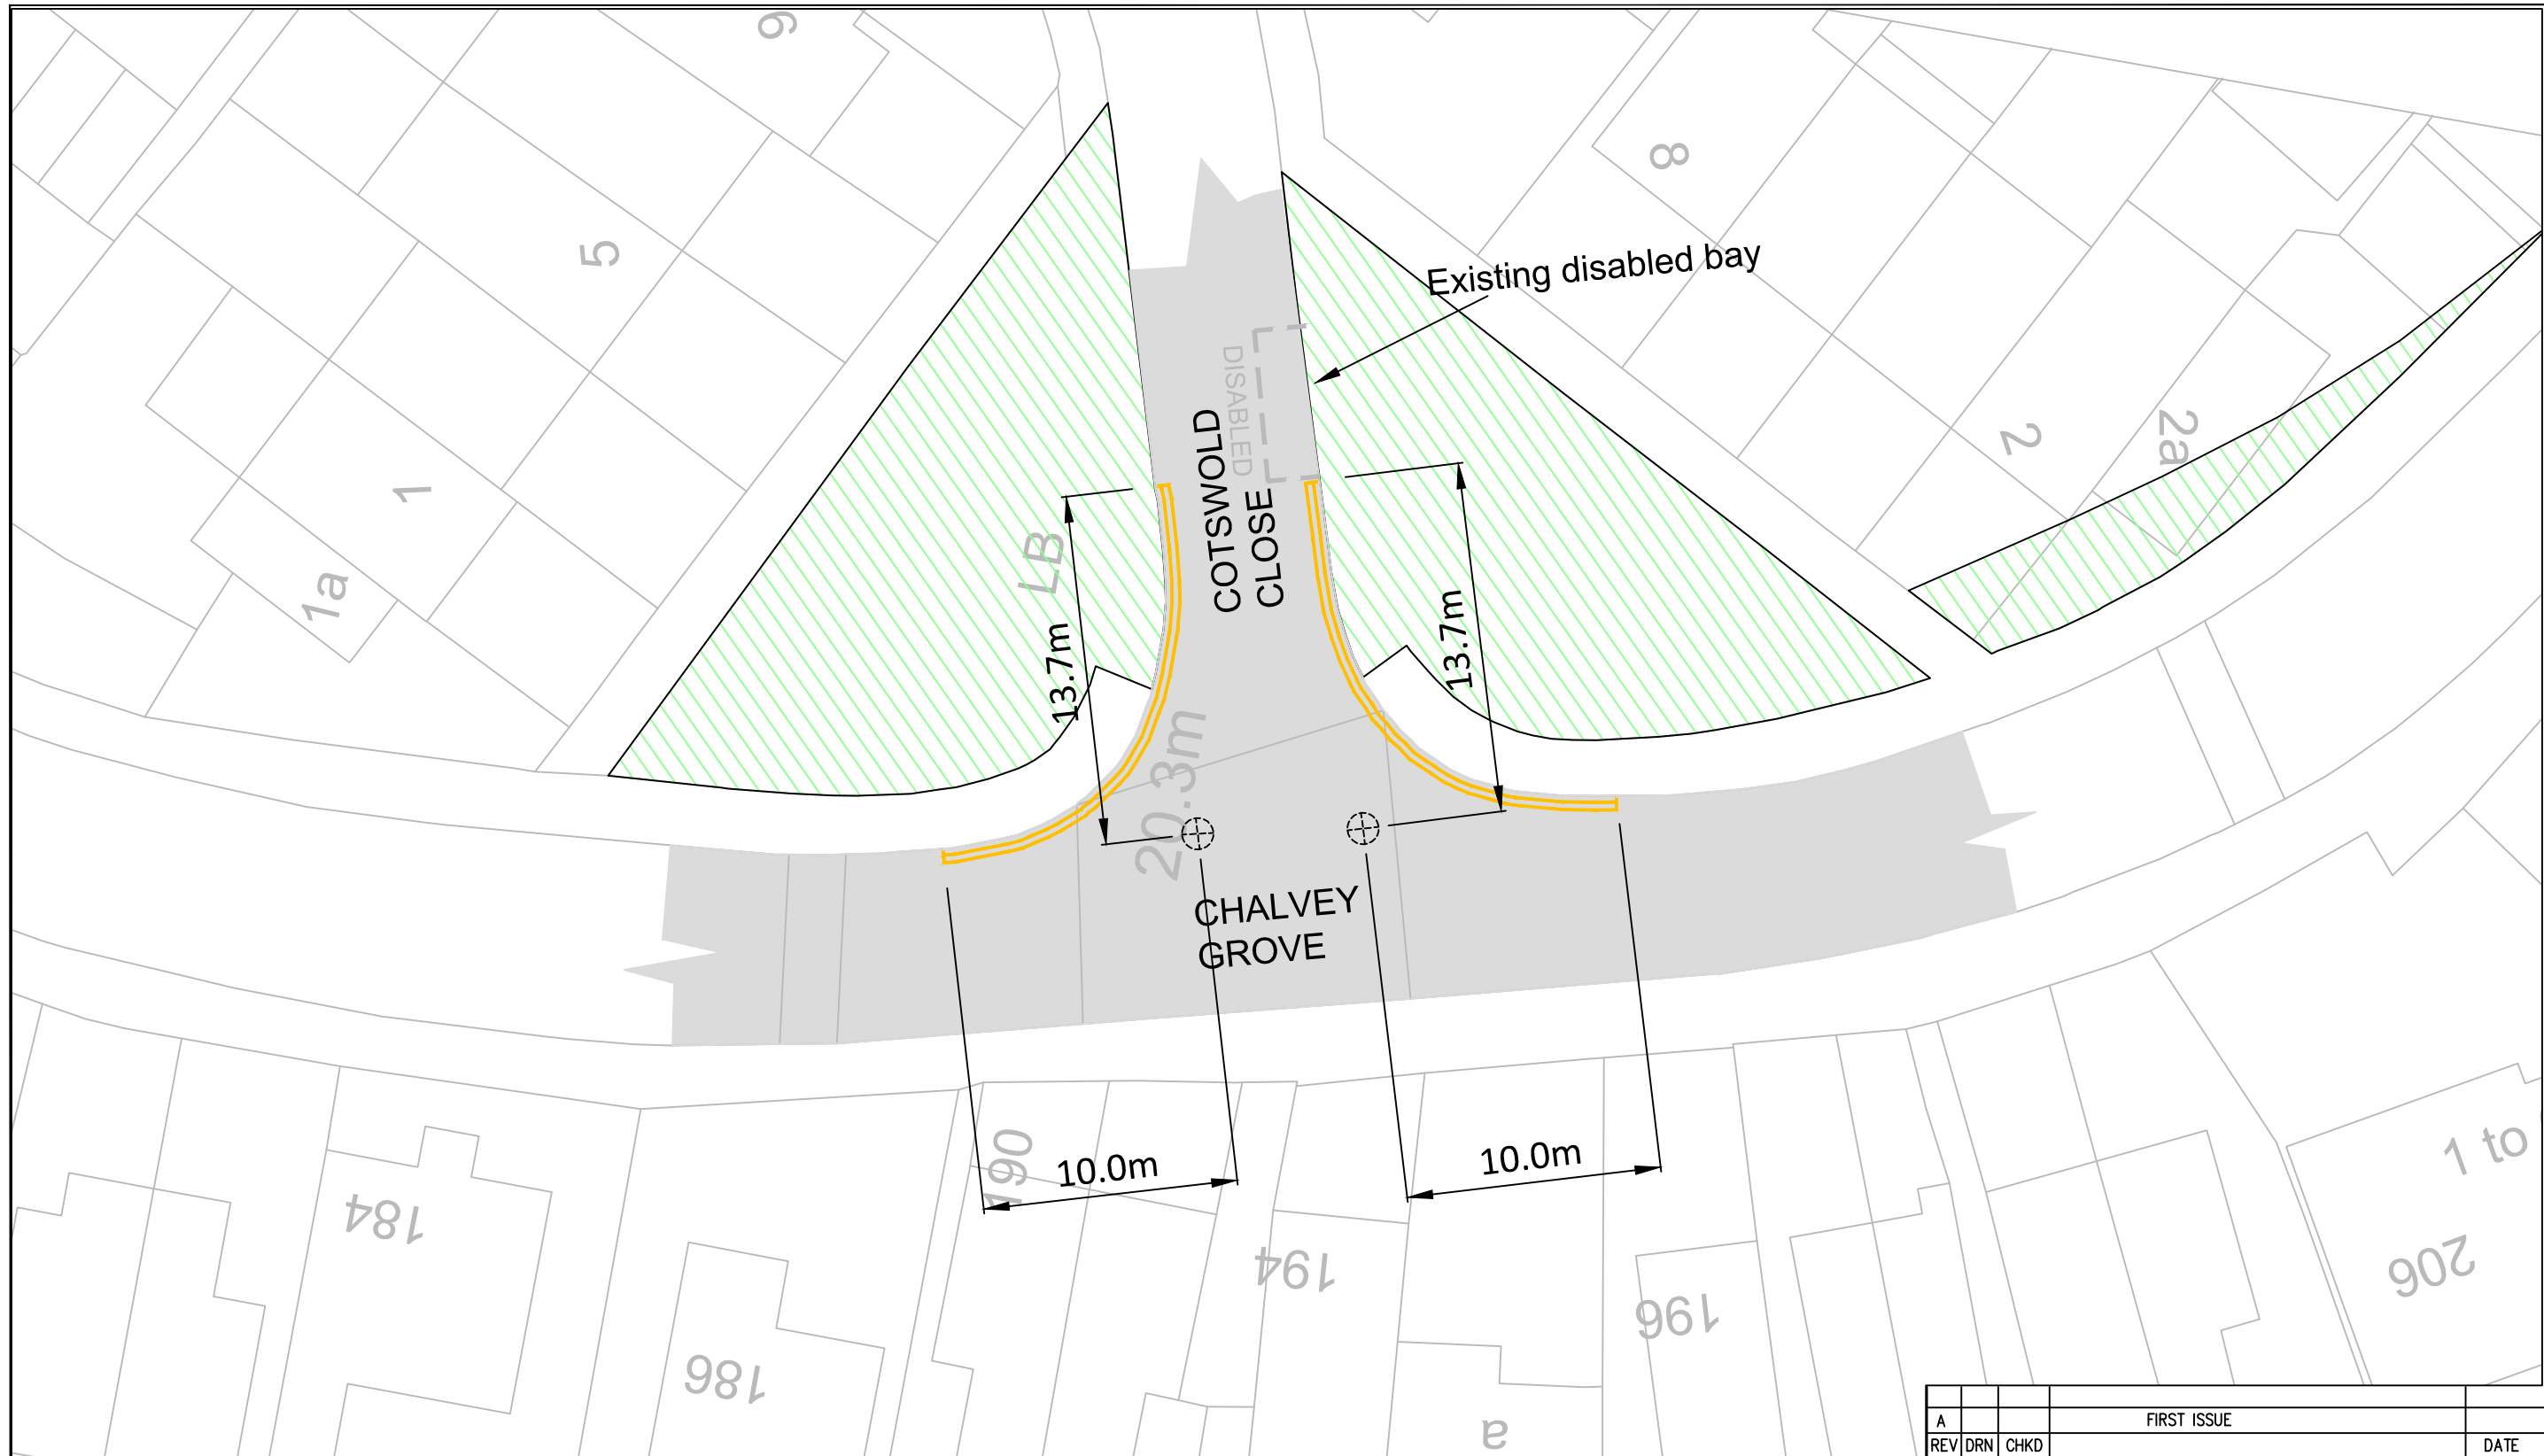 6
8
5
Existing disabled bay
DISABLED
COTSWOLD
CLOSE
2
2a
1
LB
1a
13.7m
13.7m
20.3m
CHALVEY
GROVE
190
10.0m
10.0m
1 to
184
194
206
196
186
a
A FIRST ISSUE
REV DRN CHKD DATE